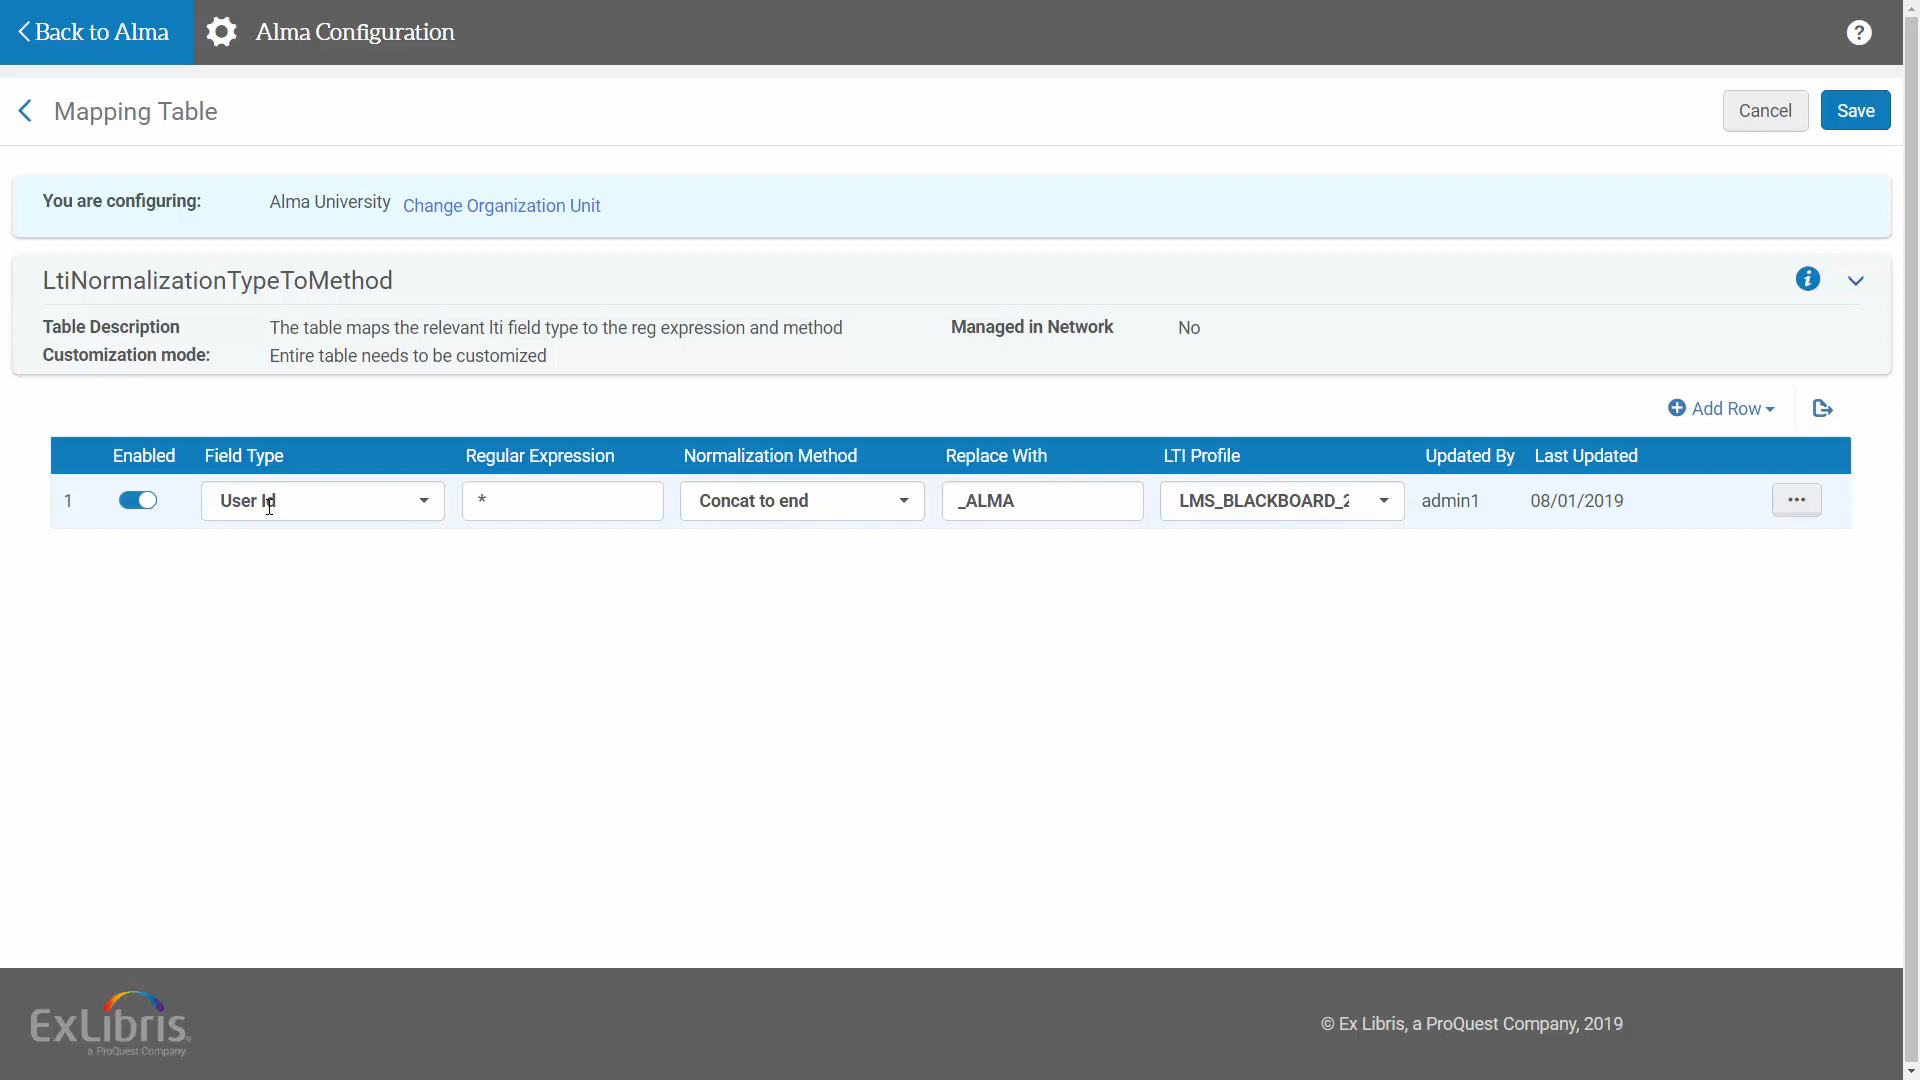 Back to Alma
Alma Configuration
?
Mapping Table
Cancel
Save
You are configuring:
Alma University
Change Organization Unit
LtiNormalizationTypeToMethod
i
Table Description
The table maps the relevant lti field type to the reg expression and method
Managed in Network
No
Customization mode:
Entire table needs to be customized
Add Row
Enabled
Field Type
Regular Expression
Normalization Method
Replace With
LTI Profile
Updated By
Last Updated
1
User Id
*
Concat to end
_ALMA
LMS_BLACKBOARD_2
admin1
08/01/2019
...
ExLibris
a ProQuest Company
© Ex Libris, a ProQuest Company, 2019